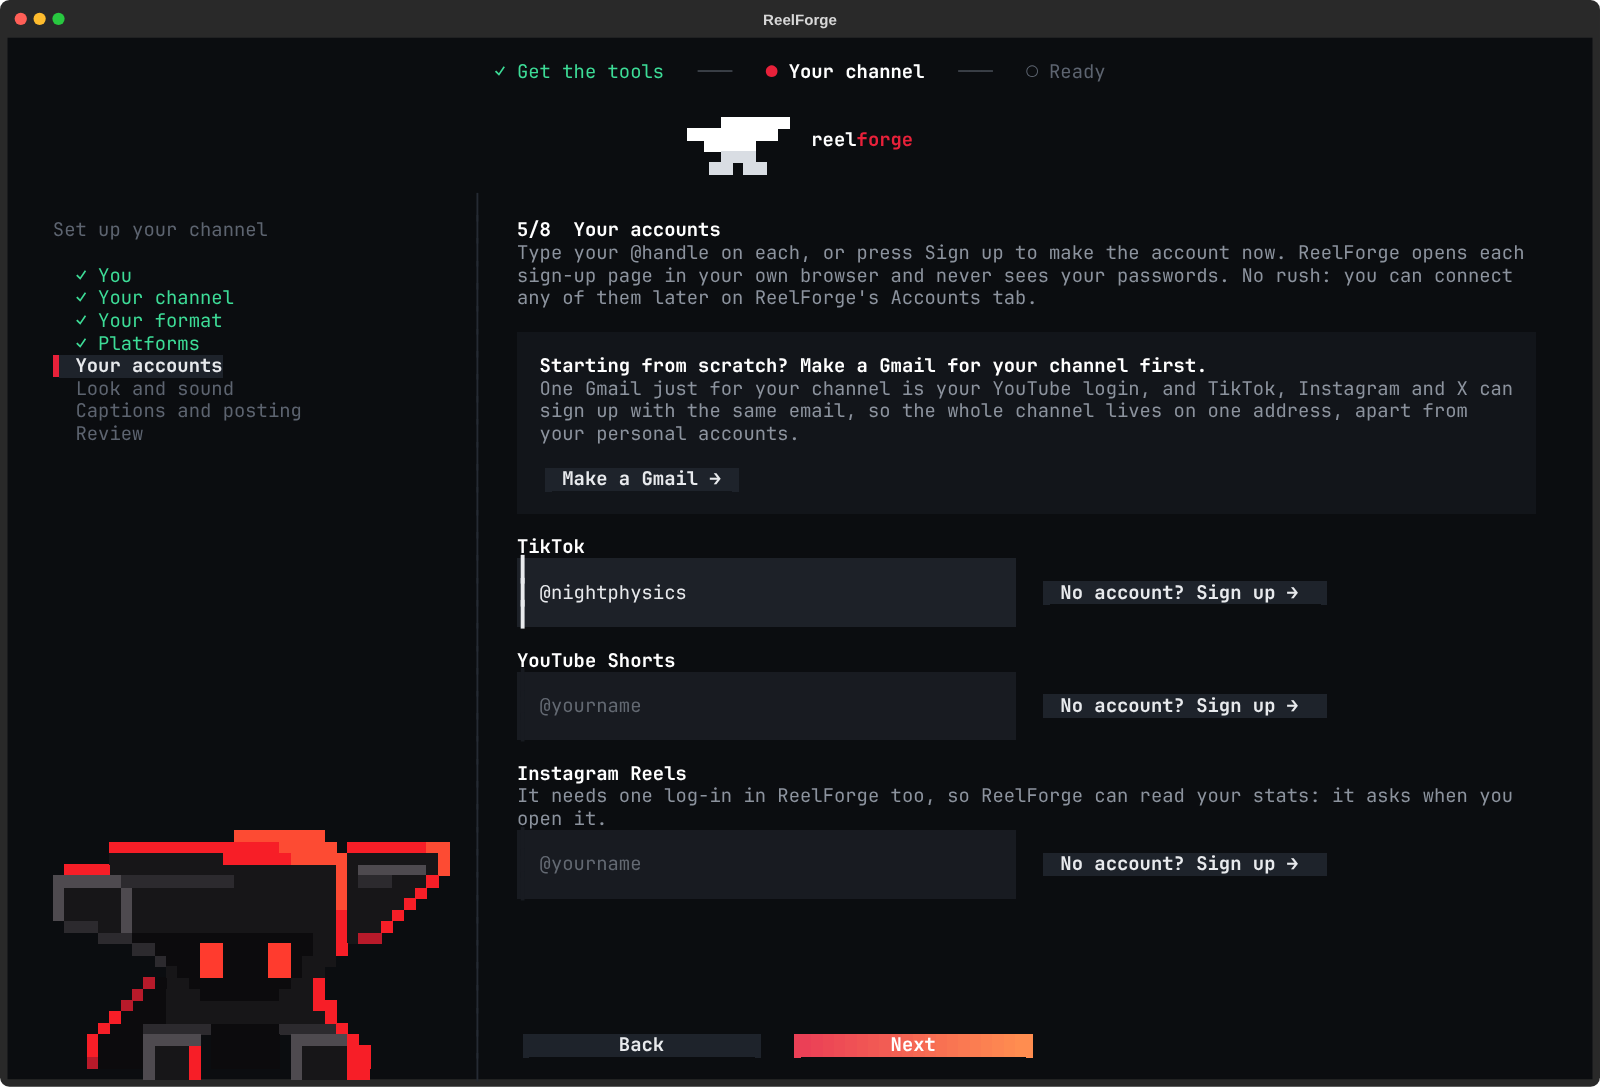 ReelForge
✓ Get the tools
● Your channel
○ Ready
reelforge
Set up your channel
✓ You
✓ Your channel
✓ Your format
✓ Platforms
Your accounts
Look and sound
Captions and posting
Review
5/8 Your accounts
Type your @handle on each, or press Sign up to make the account now. ReelForge opens each
sign-up page in your own browser and never sees your passwords. No rush: you can connect
any of them later on ReelForge's Accounts tab.
Starting from scratch? Make a Gmail for your channel first.
One Gmail just for your channel is your YouTube login, and TikTok, Instagram and X can
sign up with the same email, so the whole channel lives on one address, apart from
your personal accounts.
Make a Gmail →
TikTok
@nightphysics
No account? Sign up →
YouTube Shorts
@yourname
No account? Sign up →
Instagram Reels
It needs one log-in in ReelForge too, so ReelForge can read your stats: it asks when you
open it.
@yourname
No account? Sign up →
Back
Next